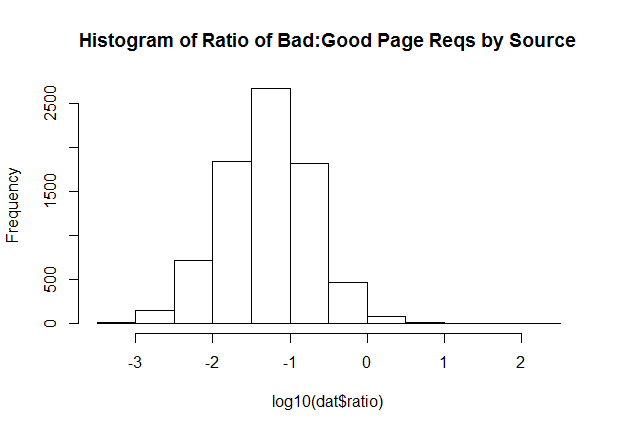 Histogram of Ratio of Bad:Good Page Reqs by Source
Frequency
2500
1500
500
0
-3 -2 -1 0 1 2
log10(dat$ratio)